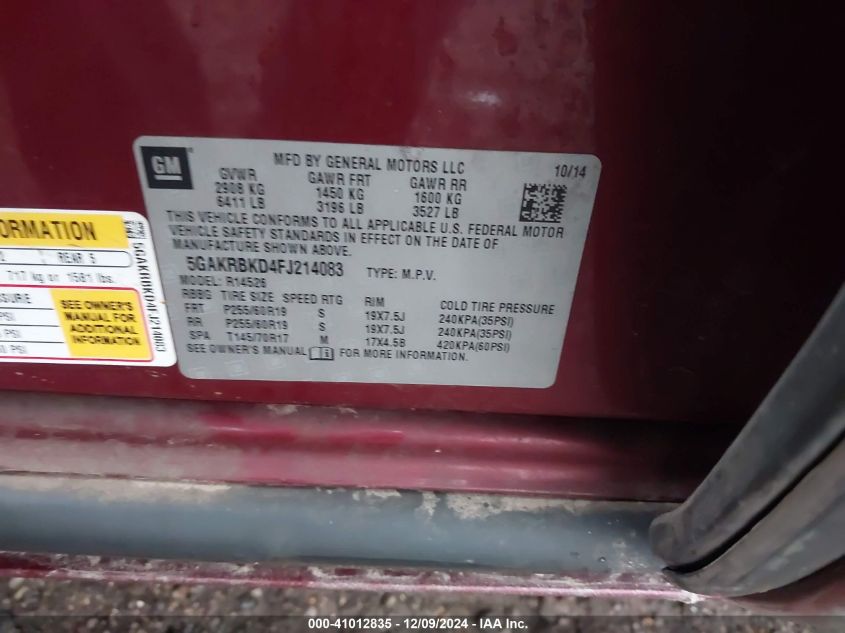 GM
MFD BY GENERAL MOTORS LLC
10/14
GVWR GAWR FRT GAWR RR
2908 KG 1450 KG 1600 KG
6411 LB 3196 LB 3527 LB
THIS VEHICLE CONFORMS TO ALL APPLICABLE U.S. FEDERAL MOTOR
VEHICLE SAFETY STANDARDS IN EFFECT ON THE DATE OF
MANUFACTURE SHOWN ABOVE.
5GAKRBKD4FJ214083 TYPE: M.P.V.
MODEL: R14526
RBBG TIRE SIZE SPEED RTG RIM COLD TIRE PRESSURE
FRT P255/60R19 S 19X7.5J 240KPA(35PSI)
RR P255/60R19 S 19X7.5J 240KPA(35PSI)
SPA T145/70R17 M 17X4.5B 420KPA(60PSI)
SEE OWNER'S MANUAL FOR MORE INFORMATION.
ORMATION
REAR 5
717 kg or 1581 lbs.
SEE OWNER'S
MANUAL FOR
ADDITIONAL
INFORMATION
PSI
PSI
5GAKRBKD4FJ214083
000-41012835 - 12/09/2024 - IAA Inc.